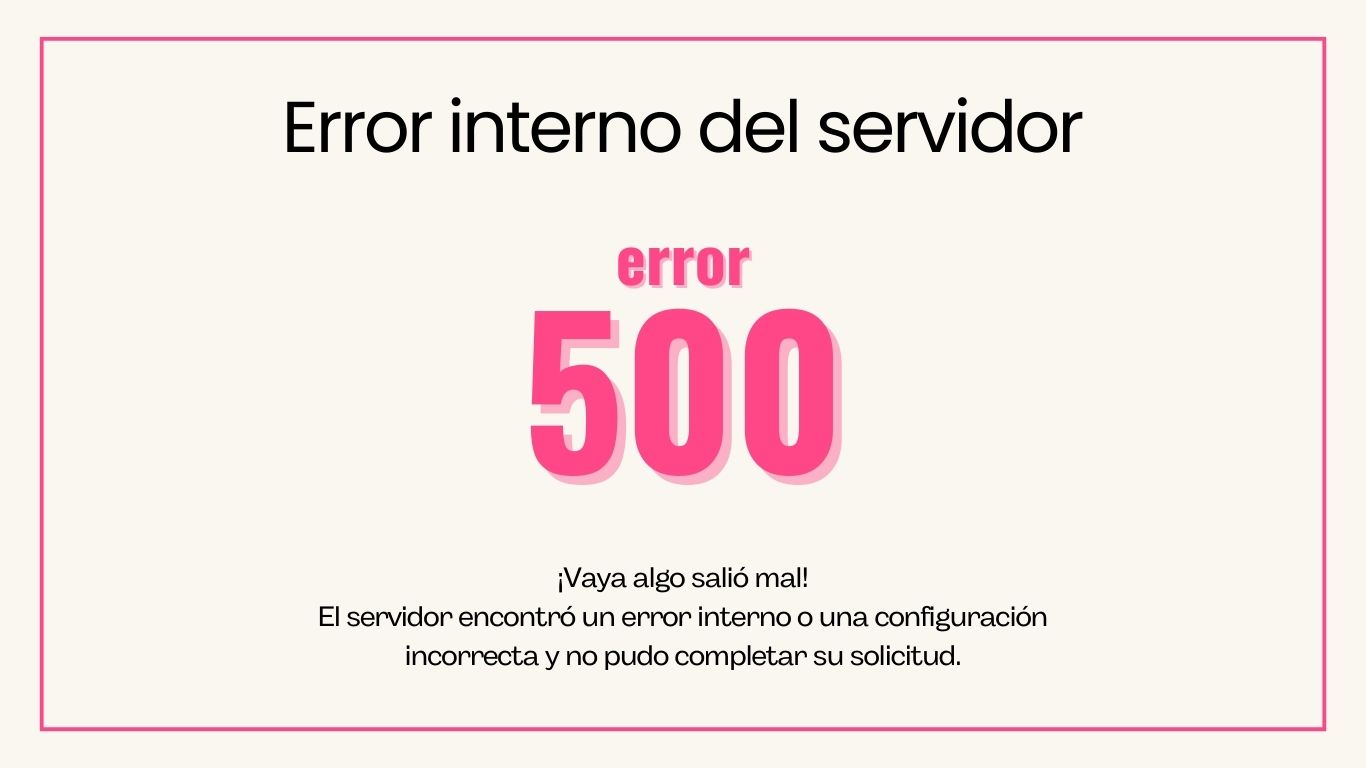 Error interno del servidor
error
500
¡Vaya algo salió mal!
El servidor encontró un error interno o una configuración
incorrecta y no pudo completar su solicitud.